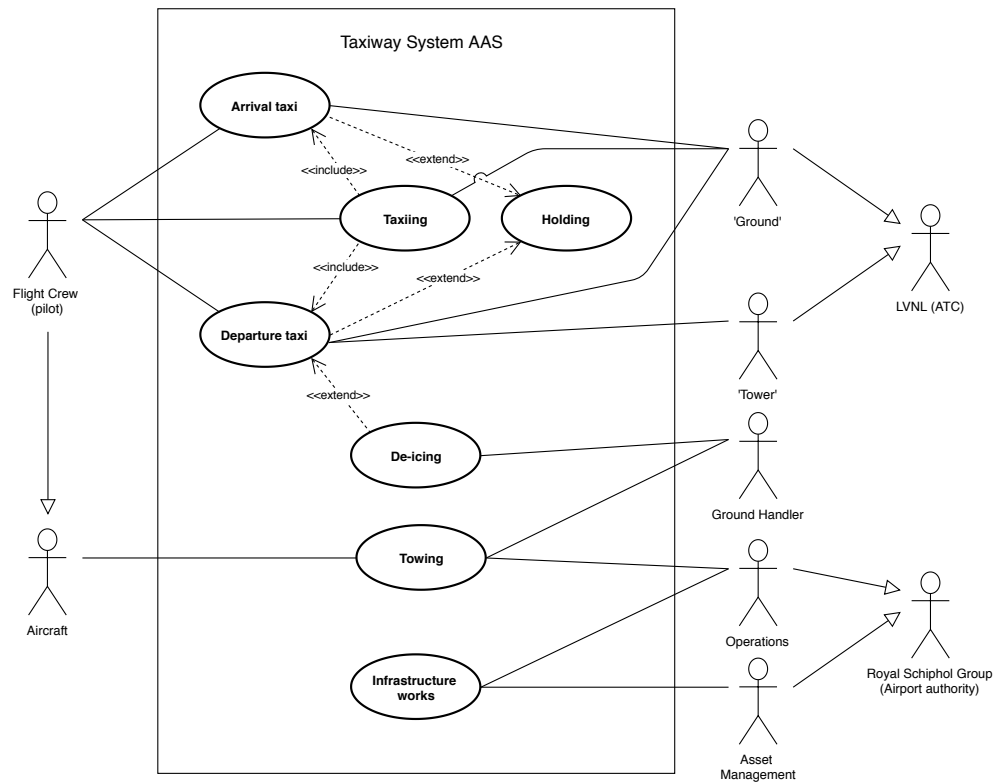 Taxiway System AAS
Arrival taxi
<<extend>>
<<include>>
Taxiing
Holding
'Ground'
Flight Crew
(pilot)
<<include>>
<<extend>>
LVNL (ATC)
Departure taxi
'Tower'
<<extend>>
De-icing
Ground Handler
Towing
Aircraft
Operations
Infrastructure
works
Royal Schiphol Group
(Airport authority)
Asset
Management